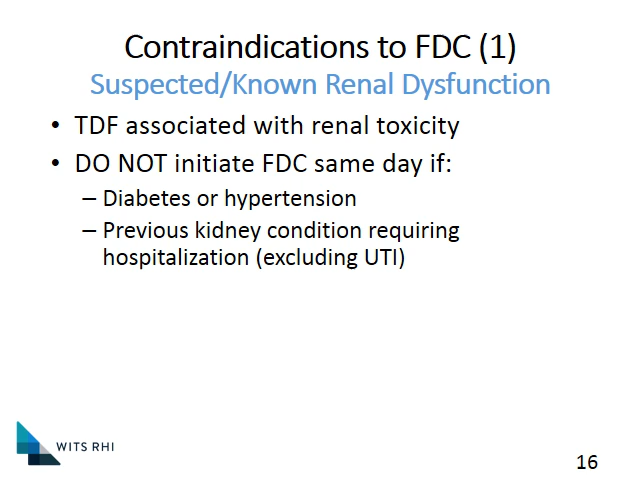 Contraindications to FDC (1)
Suspected/Known Renal Dysfunction
• TDF associated with renal toxicity
• DO NOT initiate FDC same day if:
– Diabetes or hypertension
– Previous kidney condition requiring
hospitalization (excluding UTI)
WITS RHI
16